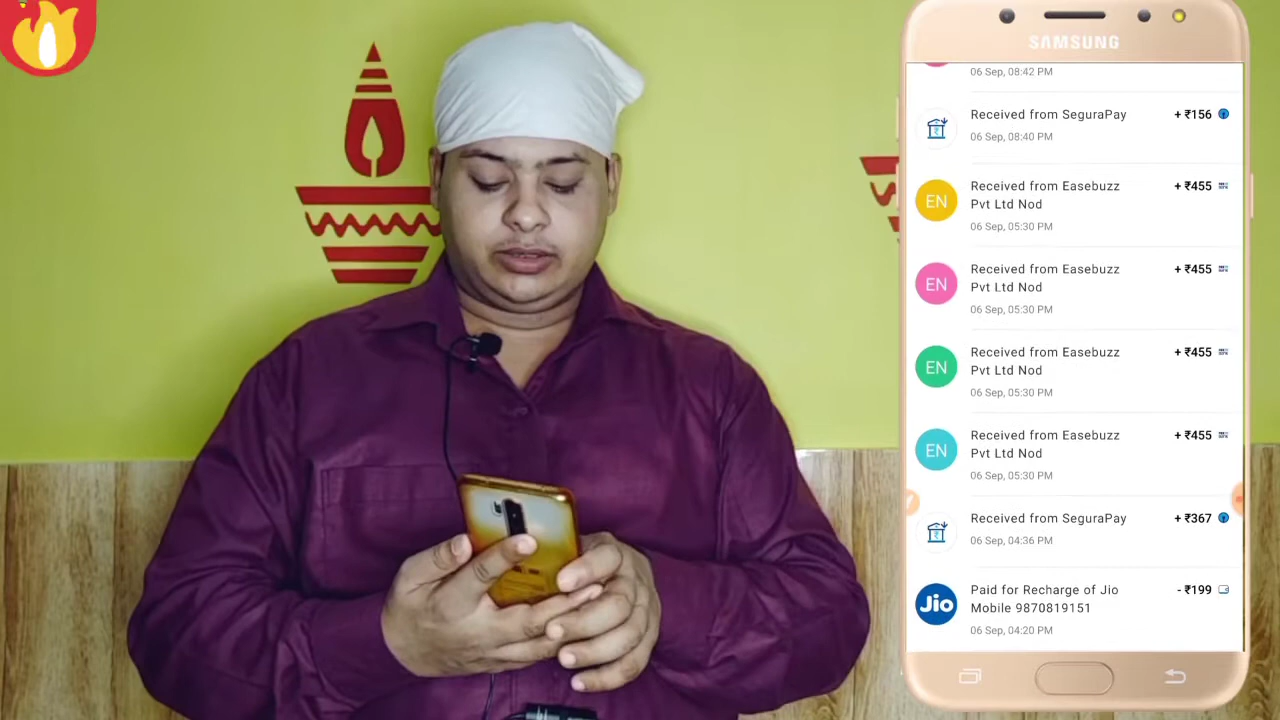 SAMSUNG
06 Sep, 08:42 PM
Received from SeguraPay
+ ₹156
06 Sep, 08:40 PM
EN
Received from Easebuzz
Pvt Ltd Nod
+ ₹455
06 Sep, 05:30 PM
EN
Received from Easebuzz
Pvt Ltd Nod
+ ₹455
06 Sep, 05:30 PM
EN
Received from Easebuzz
Pvt Ltd Nod
+ ₹455
06 Sep, 05:30 PM
EN
Received from Easebuzz
Pvt Ltd Nod
+ ₹455
06 Sep, 05:30 PM
Received from SeguraPay
+ ₹367
06 Sep, 04:36 PM
Jio
Paid for Recharge of Jio
Mobile 9870819151
- ₹199
06 Sep, 04:20 PM